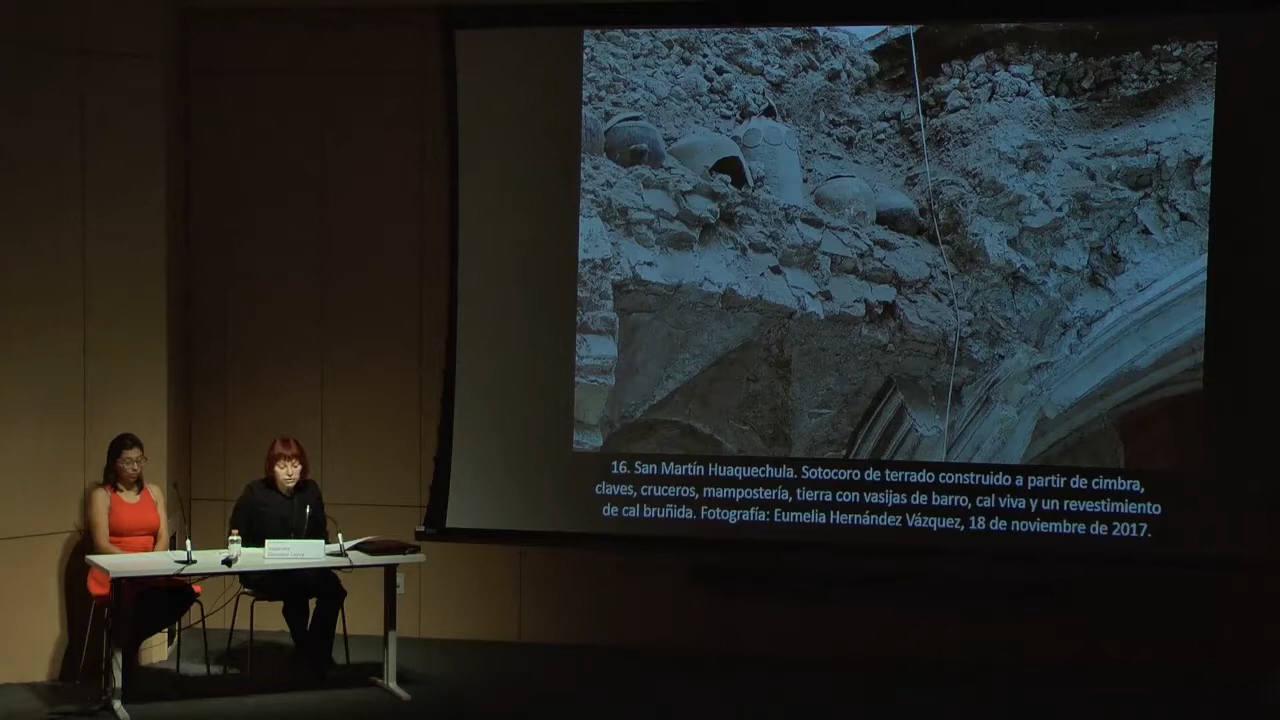 16. San Martín Huaquechula. Sotocoro de terrado construido a partir de cimbra,
claves, cruceros, mampostería, tierra con vasijas de barro, cal viva y un revestimiento
de cal bruñida. Fotografía: Eumelia Hernández Vázquez, 18 de noviembre de 2017.